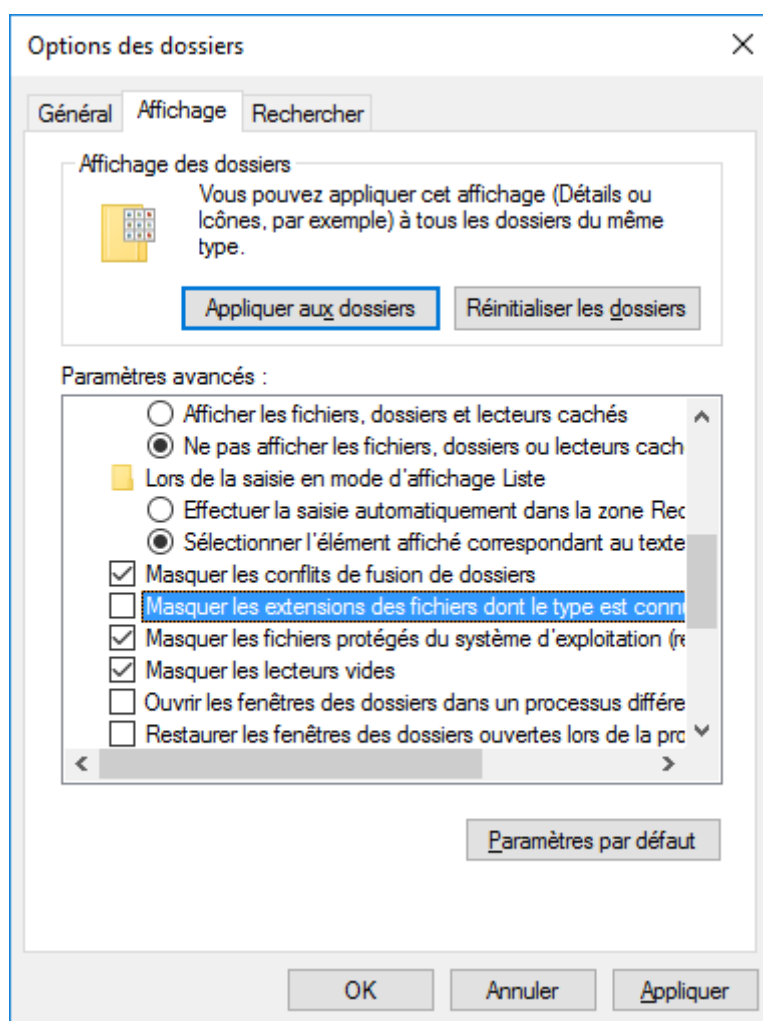 Options des dossiers
Général Affichage Rechercher
Affichage des dossiers
Vous pouvez appliquer cet affichage (Détails ou
Icônes, par exemple) à tous les dossiers du même
type.
Appliquer aux dossiers Réinitialiser les dossiers
Paramètres avancés :
Afficher les fichiers, dossiers et lecteurs cachés
Ne pas afficher les fichiers, dossiers ou lecteurs cach
Lors de la saisie en mode d'affichage Liste
Effectuer la saisie automatiquement dans la zone Rec
Sélectionner l'élément affiché correspondant au texte
Masquer les conflits de fusion de dossiers
Masquer les extensions des fichiers dont le type est connu
Masquer les fichiers protégés du système d'exploitation (re
Masquer les lecteurs vides
Ouvrir les fenêtres des dossiers dans un processus différe
Restaurer les fenêtres des dossiers ouvertes lors de la pro
Paramètres par défaut
OK Annuler Appliquer